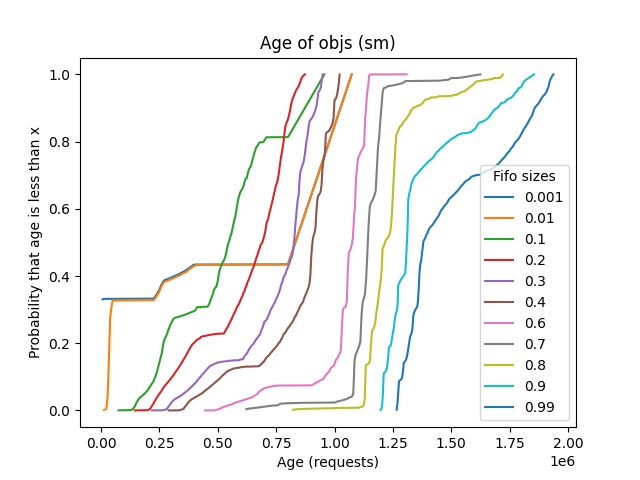 Age of objs (sm)
Probability that age is less than x
1.0
0.8
0.6
0.4
0.2
0.0
Fifo sizes
0.001
0.01
0.1
0.2
0.3
0.4
0.6
0.7
0.8
0.9
0.99
0.00 0.25 0.50 0.75 1.00 1.25 1.50 1.75 2.00
1e6
Age (requests)